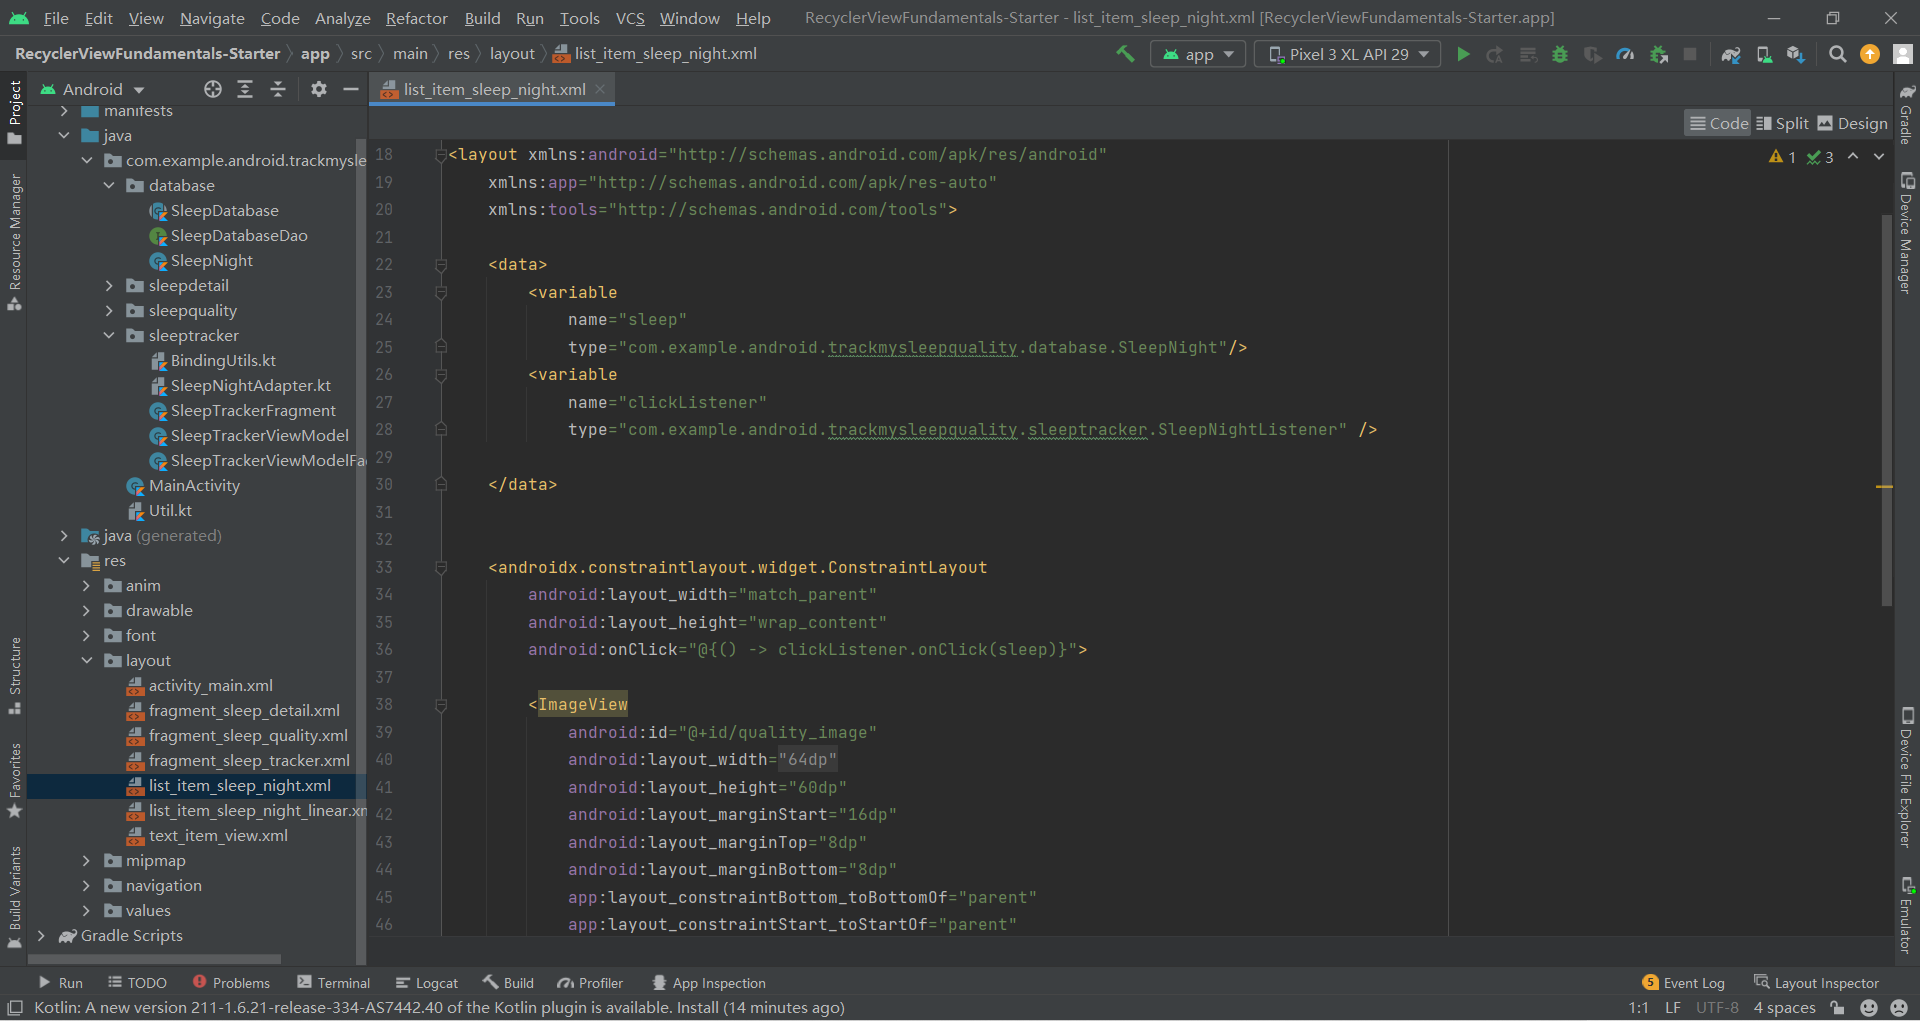 File Edit View Navigate Code Analyze Refactor Build Run Tools VCS Window Help RecyclerViewFundamentals-Starter - list_item_sleep_night.xml [RecyclerViewFundamentals-Starter.app]
RecyclerViewFundamentals-Starter app src main res layout list_item_sleep_night.xml app Pixel 3 XL API 29
Project
Resource Manager
Structure
Favorites
Build Variants
Android
manifests
java
com.example.android.trackmysle
database
SleepDatabase
SleepDatabaseDao
SleepNight
sleepdetail
sleepquality
sleeptracker
BindingUtils.kt
SleepNightAdapter.kt
SleepTrackerFragment
SleepTrackerViewModel
SleepTrackerViewModelFa
MainActivity
Util.kt
java (generated)
res
anim
drawable
font
layout
activity_main.xml
fragment_sleep_detail.xml
fragment_sleep_quality.xml
fragment_sleep_tracker.xml
list_item_sleep_night.xml
list_item_sleep_night_linear.xm
text_item_view.xml
mipmap
navigation
values
Gradle Scripts
list_item_sleep_night.xml
Code Split Design
1 3
18 <layout xmlns:android="http://schemas.android.com/apk/res/android"
19 xmlns:app="http://schemas.android.com/apk/res-auto"
20 xmlns:tools="http://schemas.android.com/tools">
21
22 <data>
23 <variable
24 name="sleep"
25 type="com.example.android.trackmysleepquality.database.SleepNight"/>
26 <variable
27 name="clickListener"
28 type="com.example.android.trackmysleepquality.sleeptracker.SleepNightListener" />
29
30 </data>
31
32
33 <androidx.constraintlayout.widget.ConstraintLayout
34 android:layout_width="match_parent"
35 android:layout_height="wrap_content"
36 android:onClick="@{() -> clickListener.onClick(sleep)}">
37
38 <ImageView
39 android:id="@+id/quality_image"
40 android:layout_width="64dp"
41 android:layout_height="60dp"
42 android:layout_marginStart="16dp"
43 android:layout_marginTop="8dp"
44 android:layout_marginBottom="8dp"
45 app:layout_constraintBottom_toBottomOf="parent"
46 app:layout_constraintStart_toStartOf="parent"
Gradle
Device Manager
Device File Explorer
Emulator
Run TODO Problems Terminal Logcat Build Profiler App Inspection 5 Event Log Layout Inspector
Kotlin: A new version 211-1.6.21-release-334-AS7442.40 of the Kotlin plugin is available. Install (14 minutes ago) 1:1 LF UTF-8 4 spaces